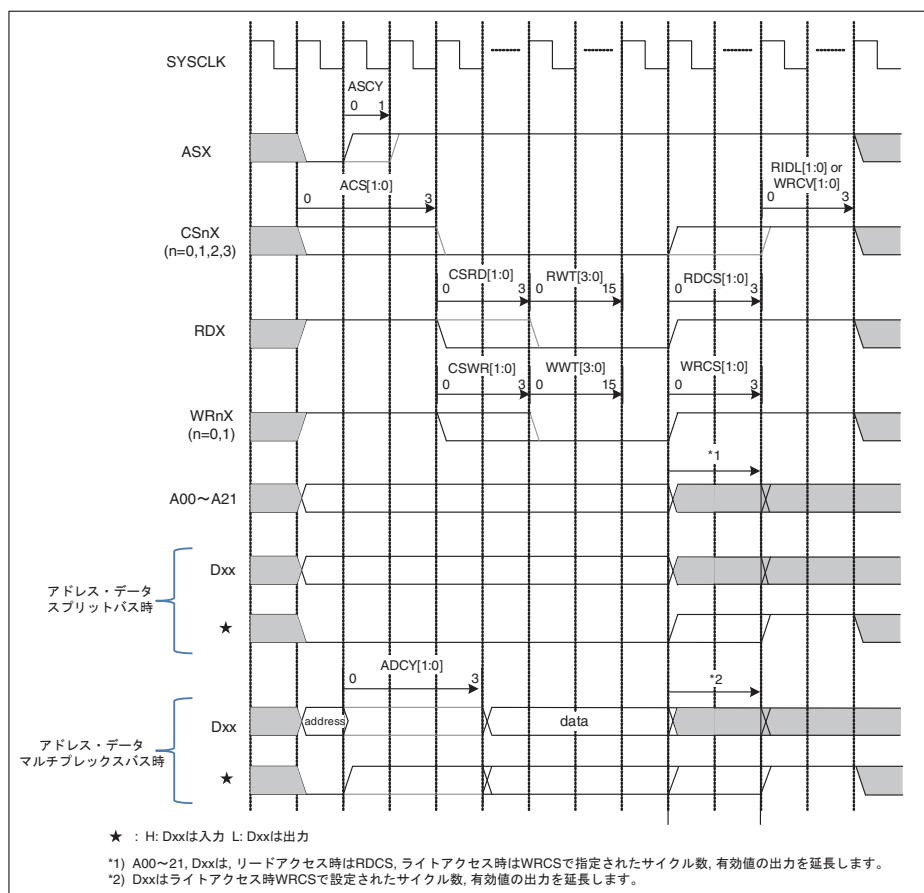 SYSCLK
ASCY
0 1
ASX
RIDL[1:0] or
WRCV[1:0]
ACS[1:0]
0 3
0 3
CSnX
(n=0,1,2,3)
CSRD[1:0] RWT[3:0] RDCS[1:0]
0 3 0 15 0 3
RDX
CSWR[1:0] WWT[3:0] WRCS[1:0]
0 3 0 15 0 3
WRnX
(n=0,1)
*1
A00～A21
Dxx
アドレス・データ
スプリットバス時
★
ADCY[1:0]
0 3
*2
Dxx
address
data
アドレス・データ
マルチプレックスバス時
★
★ : H: Dxxは入力 L: Dxxは出力
*1) A00～21, Dxxは, リードアクセス時はRDCS, ライトアクセス時はWRCSで指定されたサイクル数, 有効値の出力を延長します。
*2) Dxxはライトアクセス時WRCSで設定されたサイクル数, 有効値の出力を延長します。